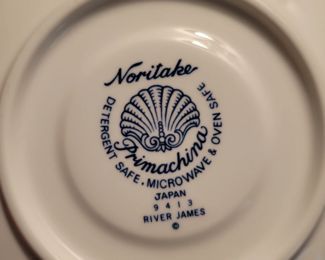 Noritake
Primachina
DETERGENT SAFE. MICROWAVE & OVEN SAFE
JAPAN
9413
RIVER JAMES
©